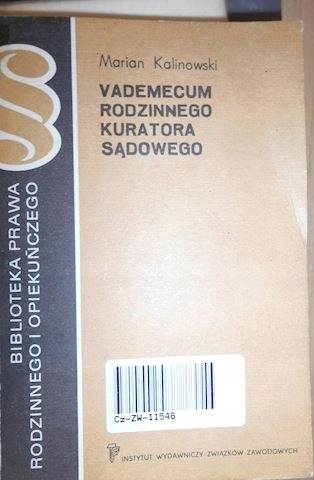 Marian Kalinowski
VADEMECUM
RODZINNEGO
KURATORA
SĄDOWEGO
BIBLIOTEKA PRAWA
RODZINNEGO I OPIEKUŃCZEGO
Cz-ZW-11546
INSTYTUT WYDAWNICZY ZWIĄZKÓW ZAWODOWYCH